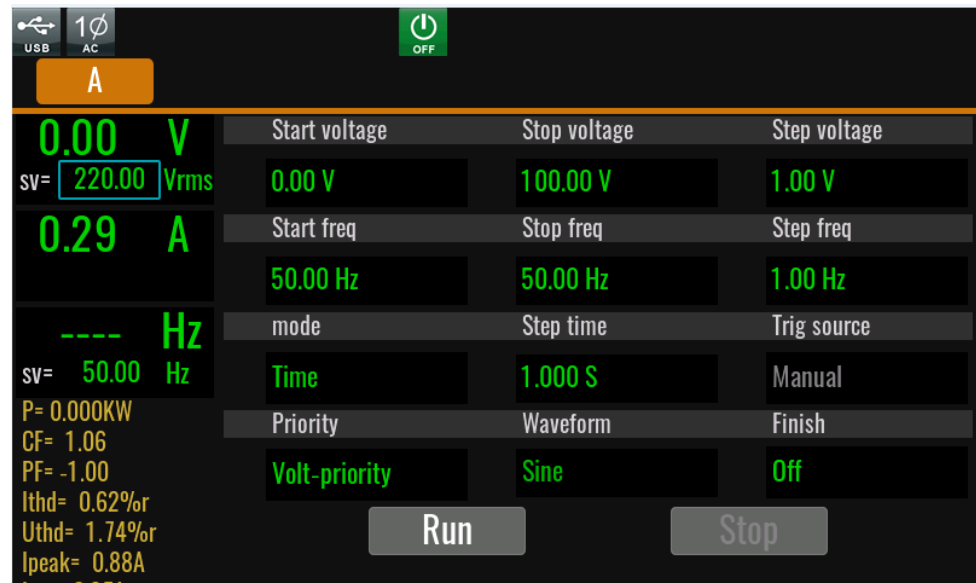 USB
1Ø
AC
OFF
A
0.00 V
sv= 220.00 Vrms
0.29 A
---- Hz
sv= 50.00 Hz
P= 0.000KW
CF= 1.06
PF= -1.00
Ithd= 0.62%r
Uthd= 1.74%r
Ipeak= 0.88A
Start voltage Stop voltage Step voltage
0.00 V 100.00 V 1.00 V
Start freq Stop freq Step freq
50.00 Hz 50.00 Hz 1.00 Hz
mode Step time Trig source
Time 1.000 S Manual
Priority Waveform Finish
Volt-priority Sine Off
Run Stop